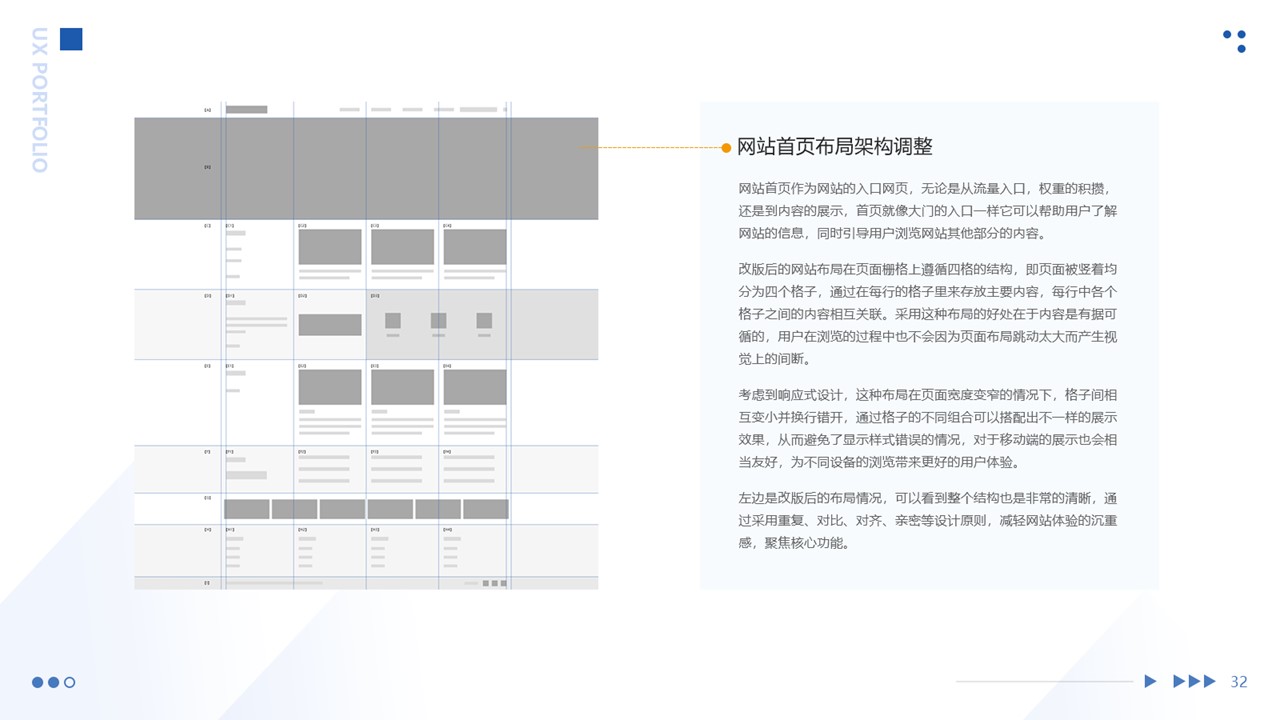 UX PORTFOLIO
网站首页布局架构调整
网站首页作为网站的入口网页，无论是从流量入口，权重的积攒，
还是到内容的展示，首页就像大门的入口一样它可以帮助用户了解
网站的信息，同时引导用户浏览网站其他部分的内容。
改版后的网站布局在页面栅格上遵循四格的结构，即页面被竖着均
分为四个格子，通过在每行的格子里来存放主要内容，每行中各个
格子之间的内容相互关联。采用这种布局的好处在于内容是有据可
循的，用户在浏览的过程中也不会因为页面布局跳动太大而产生视
觉上的间断。
考虑到响应式设计，这种布局在页面宽度变窄的情况下，格子间相
互变小并换行错开，通过格子的不同组合可以搭配出不一样的展示
效果，从而避免了显示样式错误的情况，对于移动端的展示也会相
当友好，为不同设备的浏览带来更好的用户体验。
左边是改版后的布局情况，可以看到整个结构也是非常的清晰，通
过采用重复、对比、对齐、亲密等设计原则，减轻网站体验的沉重
感，聚焦核心功能。
32